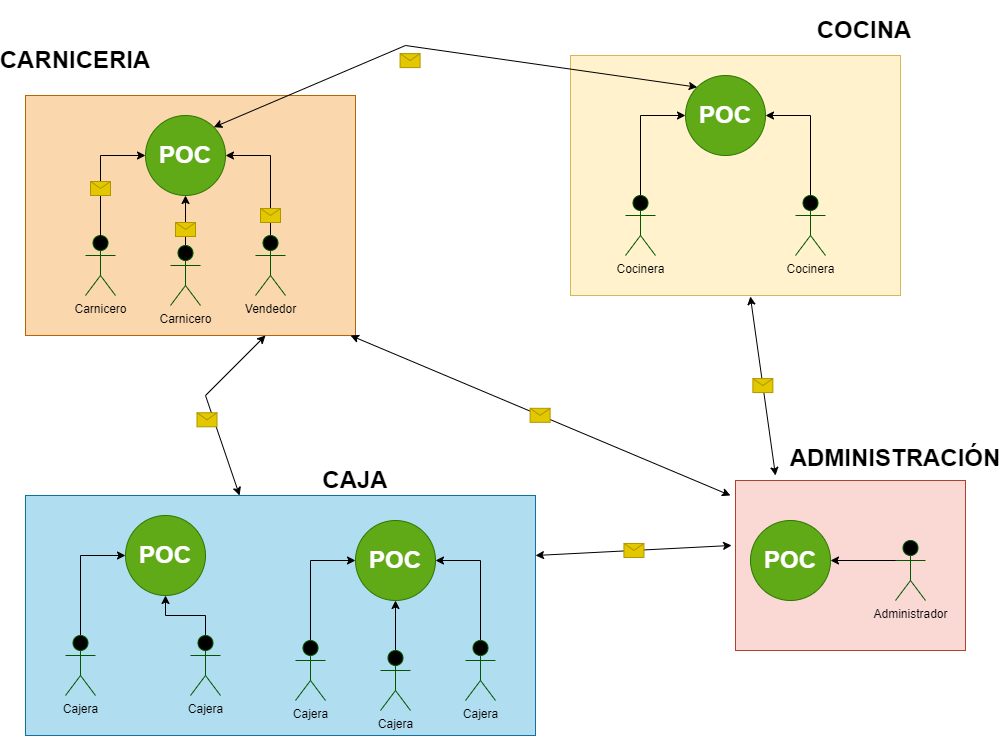 COCINA
CARNICERIA
POC
POC
Carnicero
Carnicero
Vendedor
Cocinera
Cocinera
CAJA
ADMINISTRACIÓN
POC
POC
POC
Administrador
Cajera
Cajera
Cajera
Cajera
Cajera